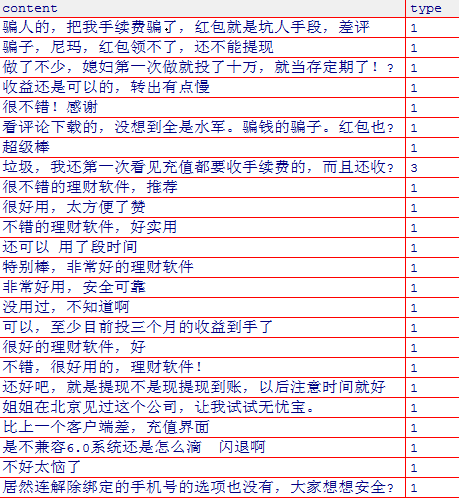 content type
骗人的，把我手续费骗了，红包就是坑人手段，差评 1
骗子，尼玛，红包领不了，还不能提现 1
做了不少，媳妇第一次做就投了十万，就当存定期了！? 1
收益还是可以的，转出有点慢 1
很不错！感谢 1
看评论下载的，没想到全是水军。骗钱的骗子。红包也? 1
超级棒 1
垃圾，我还第一次看见充值都要收手续费的，而且还收? 3
很不错的理财软件，推荐 1
很好用，太方便了赞 1
不错的理财软件，好实用 1
还可以 用了段时间 1
特别棒，非常好的理财软件 1
非常好用，安全可靠 1
没用过，不知道啊 1
可以，至少目前投三个月的收益到手了 1
很好的理财软件，好 1
不错，很好用的，理财软件！ 1
还好吧，就是提现不是现提现到账，以后注意时间就好 1
姐姐在北京见过这个公司，让我试试无忧宝。 1
比上一个客户端差，充值界面 1
是不兼容6.0系统还是怎么滴 闪退啊 1
不好太恼了 1
居然连解除绑定的手机号的选项也没有，大家想想安全? 1